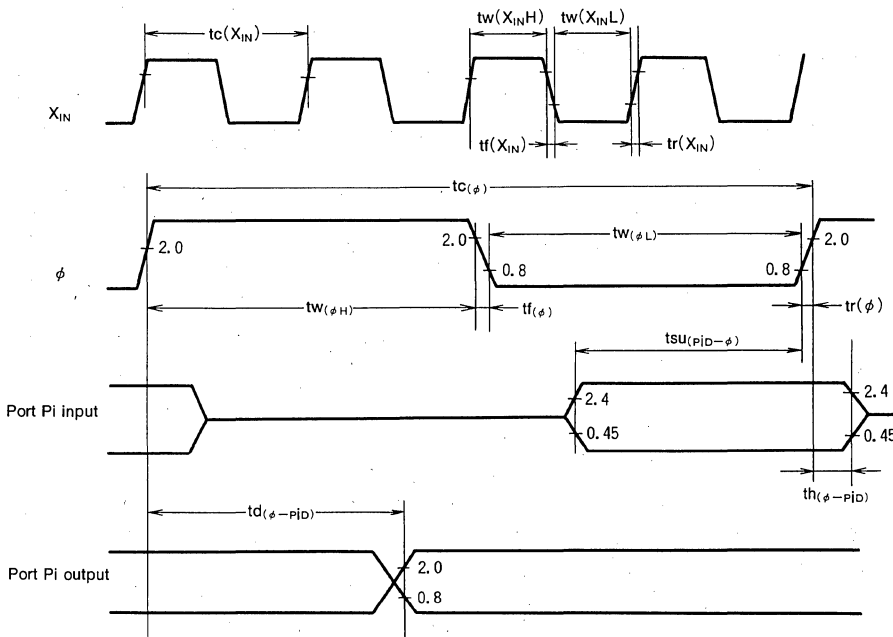 tc(XIN) tw(XINH) tw(XINL)
XIN
tf(XIN) tr(XIN)
tc(φ)
2.0 2.0 tw(φL) 2.0
φ 0.8 0.8
tw(φH) tf(φ) tr(φ)
tsu(PiD-φ)
Port Pi input 2.4 2.4
0.45 0.45
th(φ-PiD)
td(φ-PiD)
Port Pi output 2.0
0.8